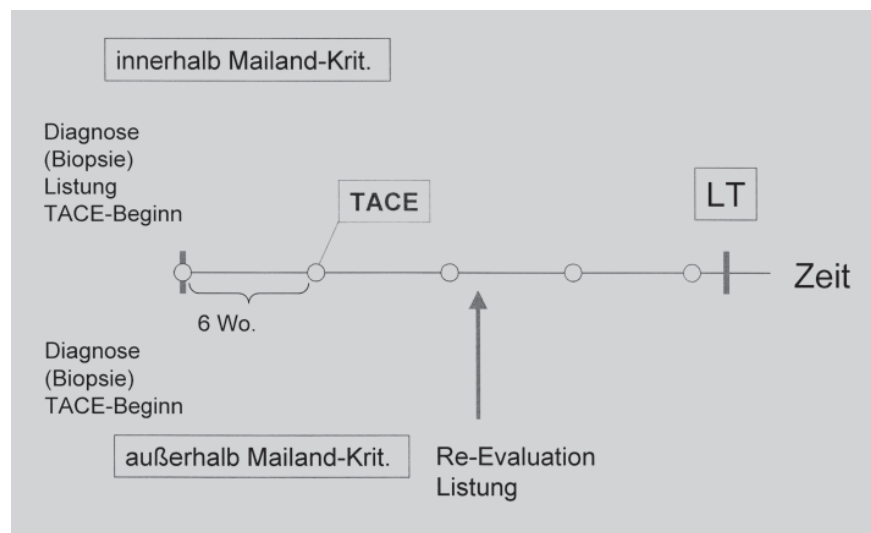 innerhalb Mailand-Krit.
Diagnose
(Biopsie)
Listung
TACE-Beginn
TACE
LT
Zeit
6 Wo.
Diagnose
(Biopsie)
TACE-Beginn
außerhalb Mailand-Krit.
Re-Evaluation
Listung